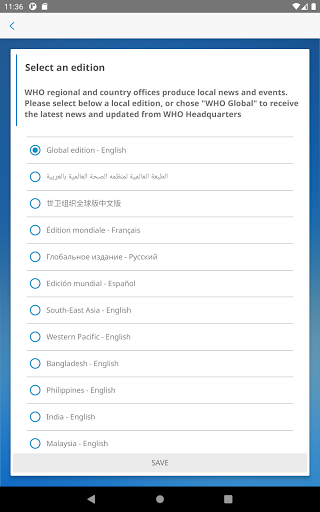 11:36
Select an edition
WHO regional and country offices produce local news and events.
Please select below a local edition, or chose "WHO Global" to receive
the latest news and updated from WHO Headquarters
Global edition - English
الطبعة العالمية لمنظمه الصحة العالمية بالعربية
世卫组织全球版中文版
Édition mondiale - Français
Глобальное издание - Русский
Edición mundial - Español
South-East Asia - English
Western Pacific - English
Bangladesh - English
Philippines - English
India - English
Malaysia - English
SAVE